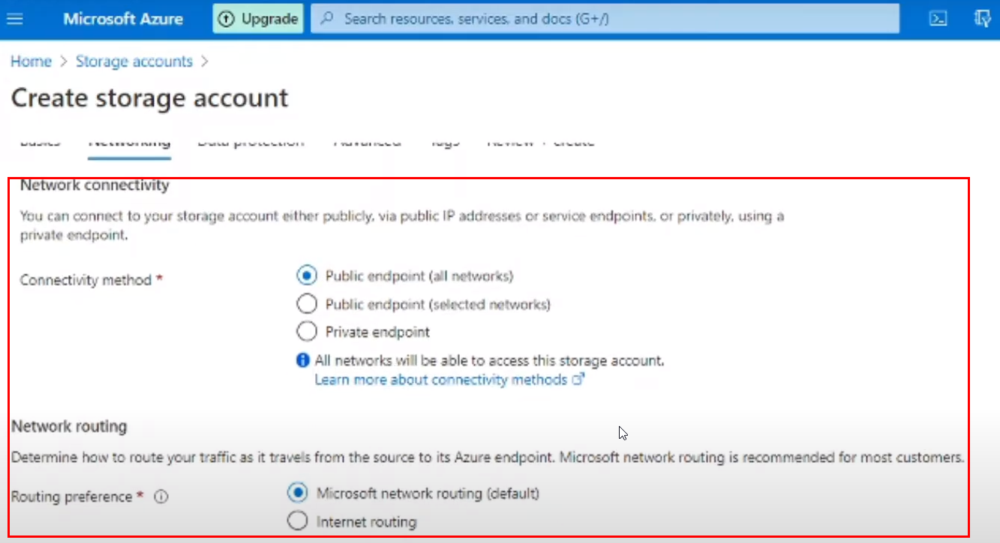 Microsoft Azure
Upgrade
Search resources, services, and docs (G+/)
Home > Storage accounts >
Create storage account
Basics Networking Data protection Advanced Tags Review + create
Network connectivity
You can connect to your storage account either publicly, via public IP addresses or service endpoints, or privately, using a
private endpoint.
Connectivity method *
Public endpoint (all networks)
Public endpoint (selected networks)
Private endpoint
All networks will be able to access this storage account.
Learn more about connectivity methods
Network routing
Determine how to route your traffic as it travels from the source to its Azure endpoint. Microsoft network routing is recommended for most customers.
Routing preference *
Microsoft network routing (default)
Internet routing